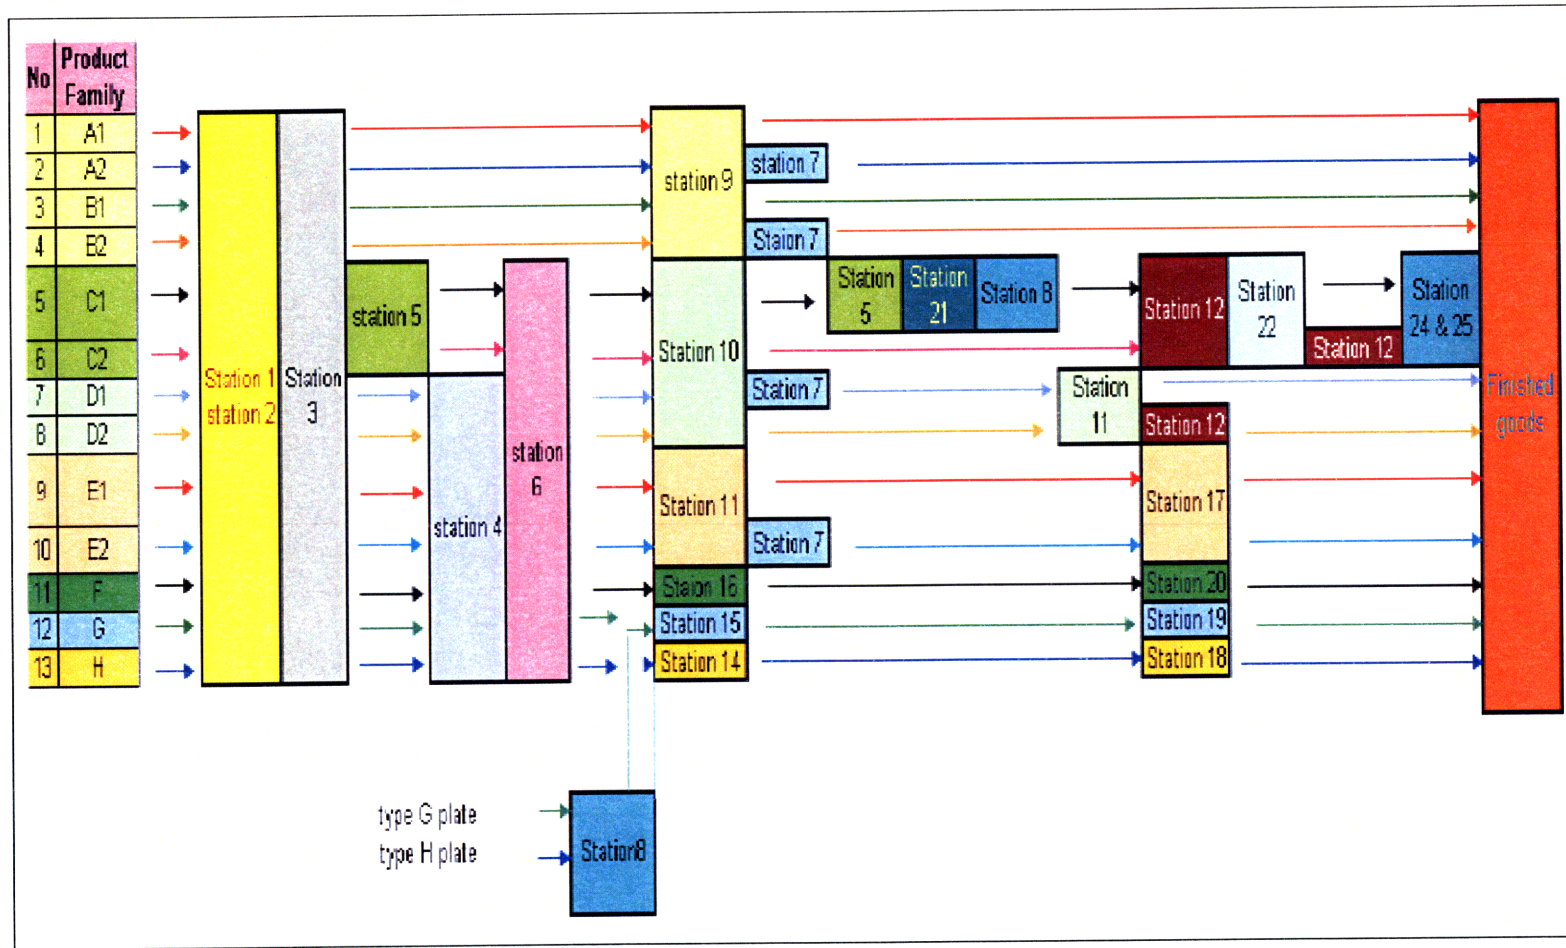 No
Product
Family
1 A1
2 A2
3 B1
4 B2
5 C1
6 C2
7 D1
8 D2
9 E1
10 E2
11 F
12 G
13 H
Station 1
station 2
Station
3
station 5
station 4
station
6
station 9
station 7
Staion 7
Station 10
Station 7
Station 11
Station 7
Staion 16
Station 15
Station 14
Station
5
Station
21
Station 8
Station
11
Station 12
Station
22
Station 12
Station
24 & 25
Station 12
Station
17
Station 20
Station 19
Station 18
Finished
goods
type G plate
type H plate
Station8